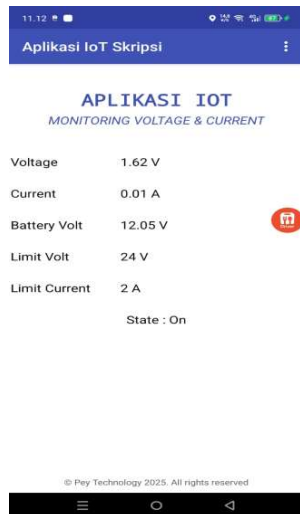 11.12
Aplikasi IoT Skripsi
APLIKASI IOT
MONITORING VOLTAGE & CURRENT
Voltage 1.62 V
Current 0.01 A
Battery Volt 12.05 V
Limit Volt 24 V
Limit Current 2 A
State : On
© Pey Technology 2025. All rights reserved